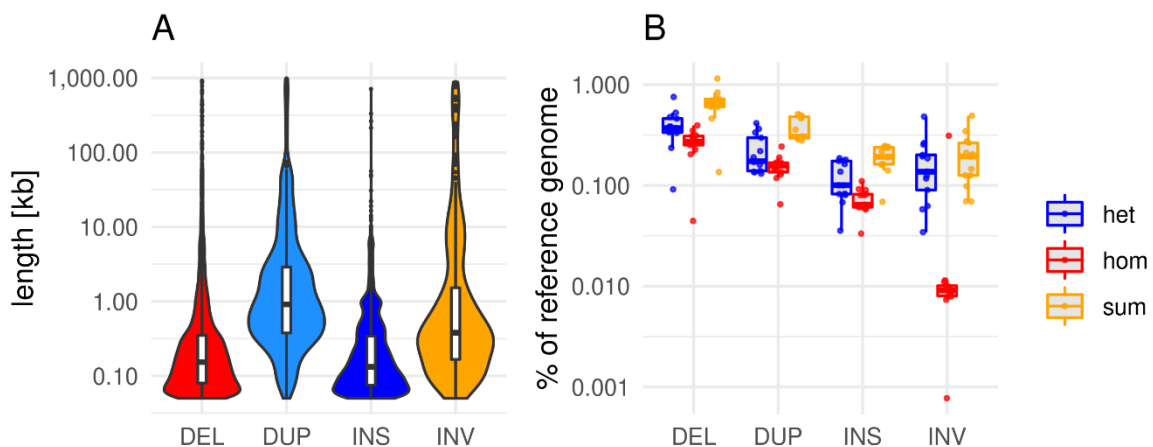 A
length [kb]
1,000.00
100.00
10.00
1.00
0.10
DEL DUP INS INV
B
% of reference genome
1.000
0.100
0.010
0.001
DEL DUP INS INV
het
hom
sum